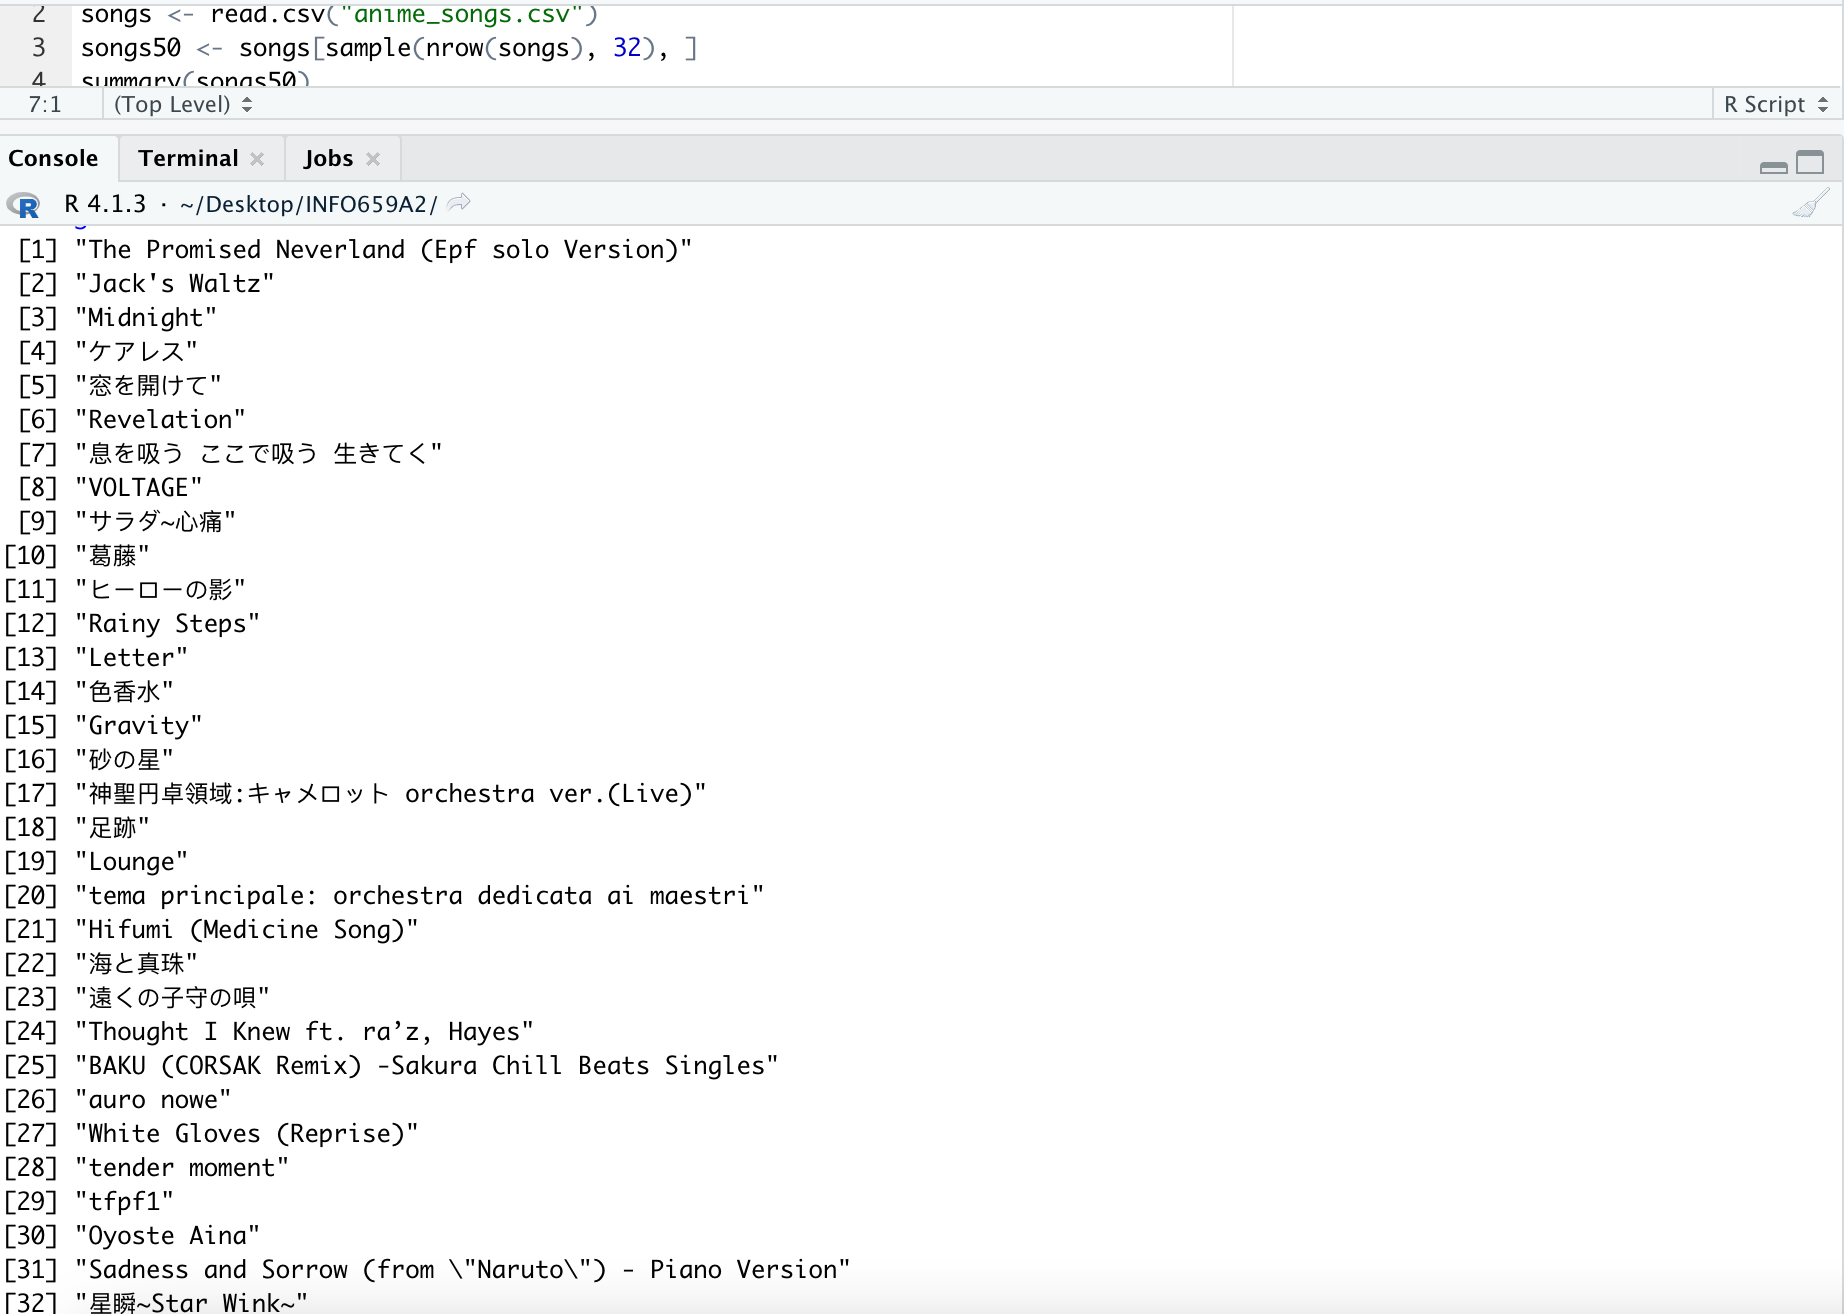 2 songs <- read.csv("anime_songs.csv")
3 songs50 <- songs[sample(nrow(songs), 32), ]
4 summary(songs50)
7:1 (Top Level) R Script
Console Terminal Jobs
R 4.1.3 · ~/Desktop/INFO659A2/
[1] "The Promised Neverland (Epf solo Version)"
[2] "Jack's Waltz"
[3] "Midnight"
[4] "ケアレス"
[5] "窓を開けて"
[6] "Revelation"
[7] "息を吸う ここで吸う 生きてく"
[8] "VOLTAGE"
[9] "サラダ~心痛"
[10] "葛藤"
[11] "ヒーローの影"
[12] "Rainy Steps"
[13] "Letter"
[14] "色香水"
[15] "Gravity"
[16] "砂の星"
[17] "神聖円卓領域:キャメロット orchestra ver.(Live)"
[18] "足跡"
[19] "Lounge"
[20] "tema principale: orchestra dedicata ai maestri"
[21] "Hifumi (Medicine Song)"
[22] "海と真珠"
[23] "遠くの子守の唄"
[24] "Thought I Knew ft. ra’z, Hayes"
[25] "BAKU (CORSAK Remix) -Sakura Chill Beats Singles"
[26] "auro nowe"
[27] "White Gloves (Reprise)"
[28] "tender moment"
[29] "tfpf1"
[30] "Oyoste Aina"
[31] "Sadness and Sorrow (from \"Naruto\") - Piano Version"
[32] "星瞬~Star Wink~"